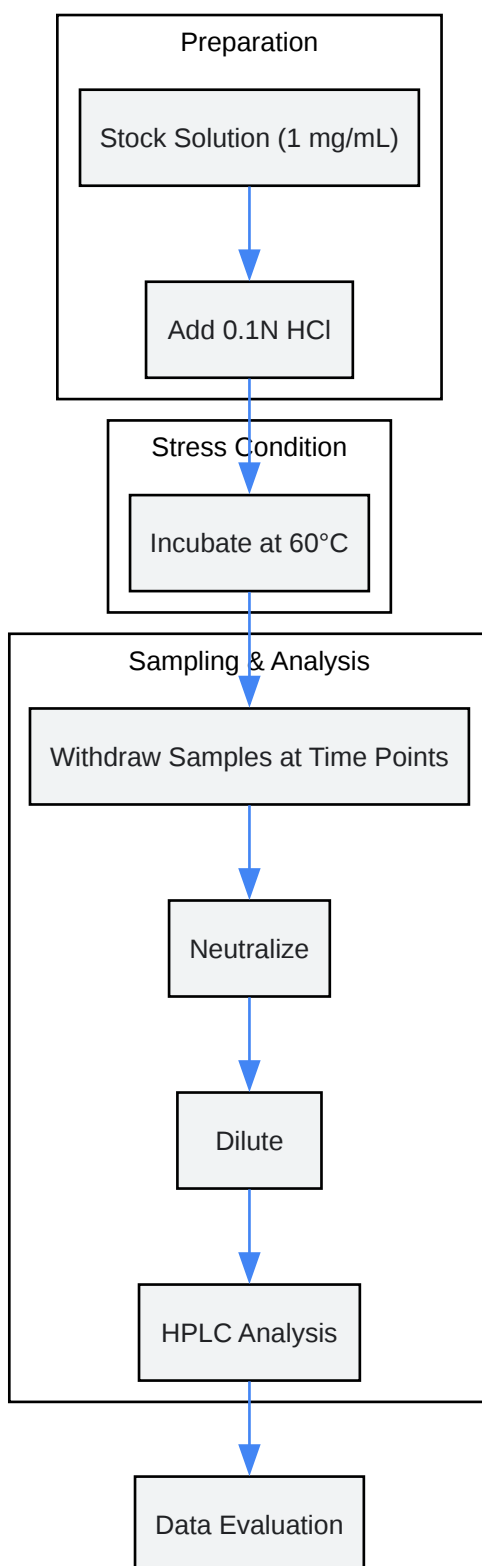 Preparation
Stock Solution (1 mg/mL)
Add 0.1N HCl
Stress Condition
Incubate at 60°C
Sampling & Analysis
Withdraw Samples at Time Points
Neutralize
Dilute
HPLC Analysis
Data Evaluation